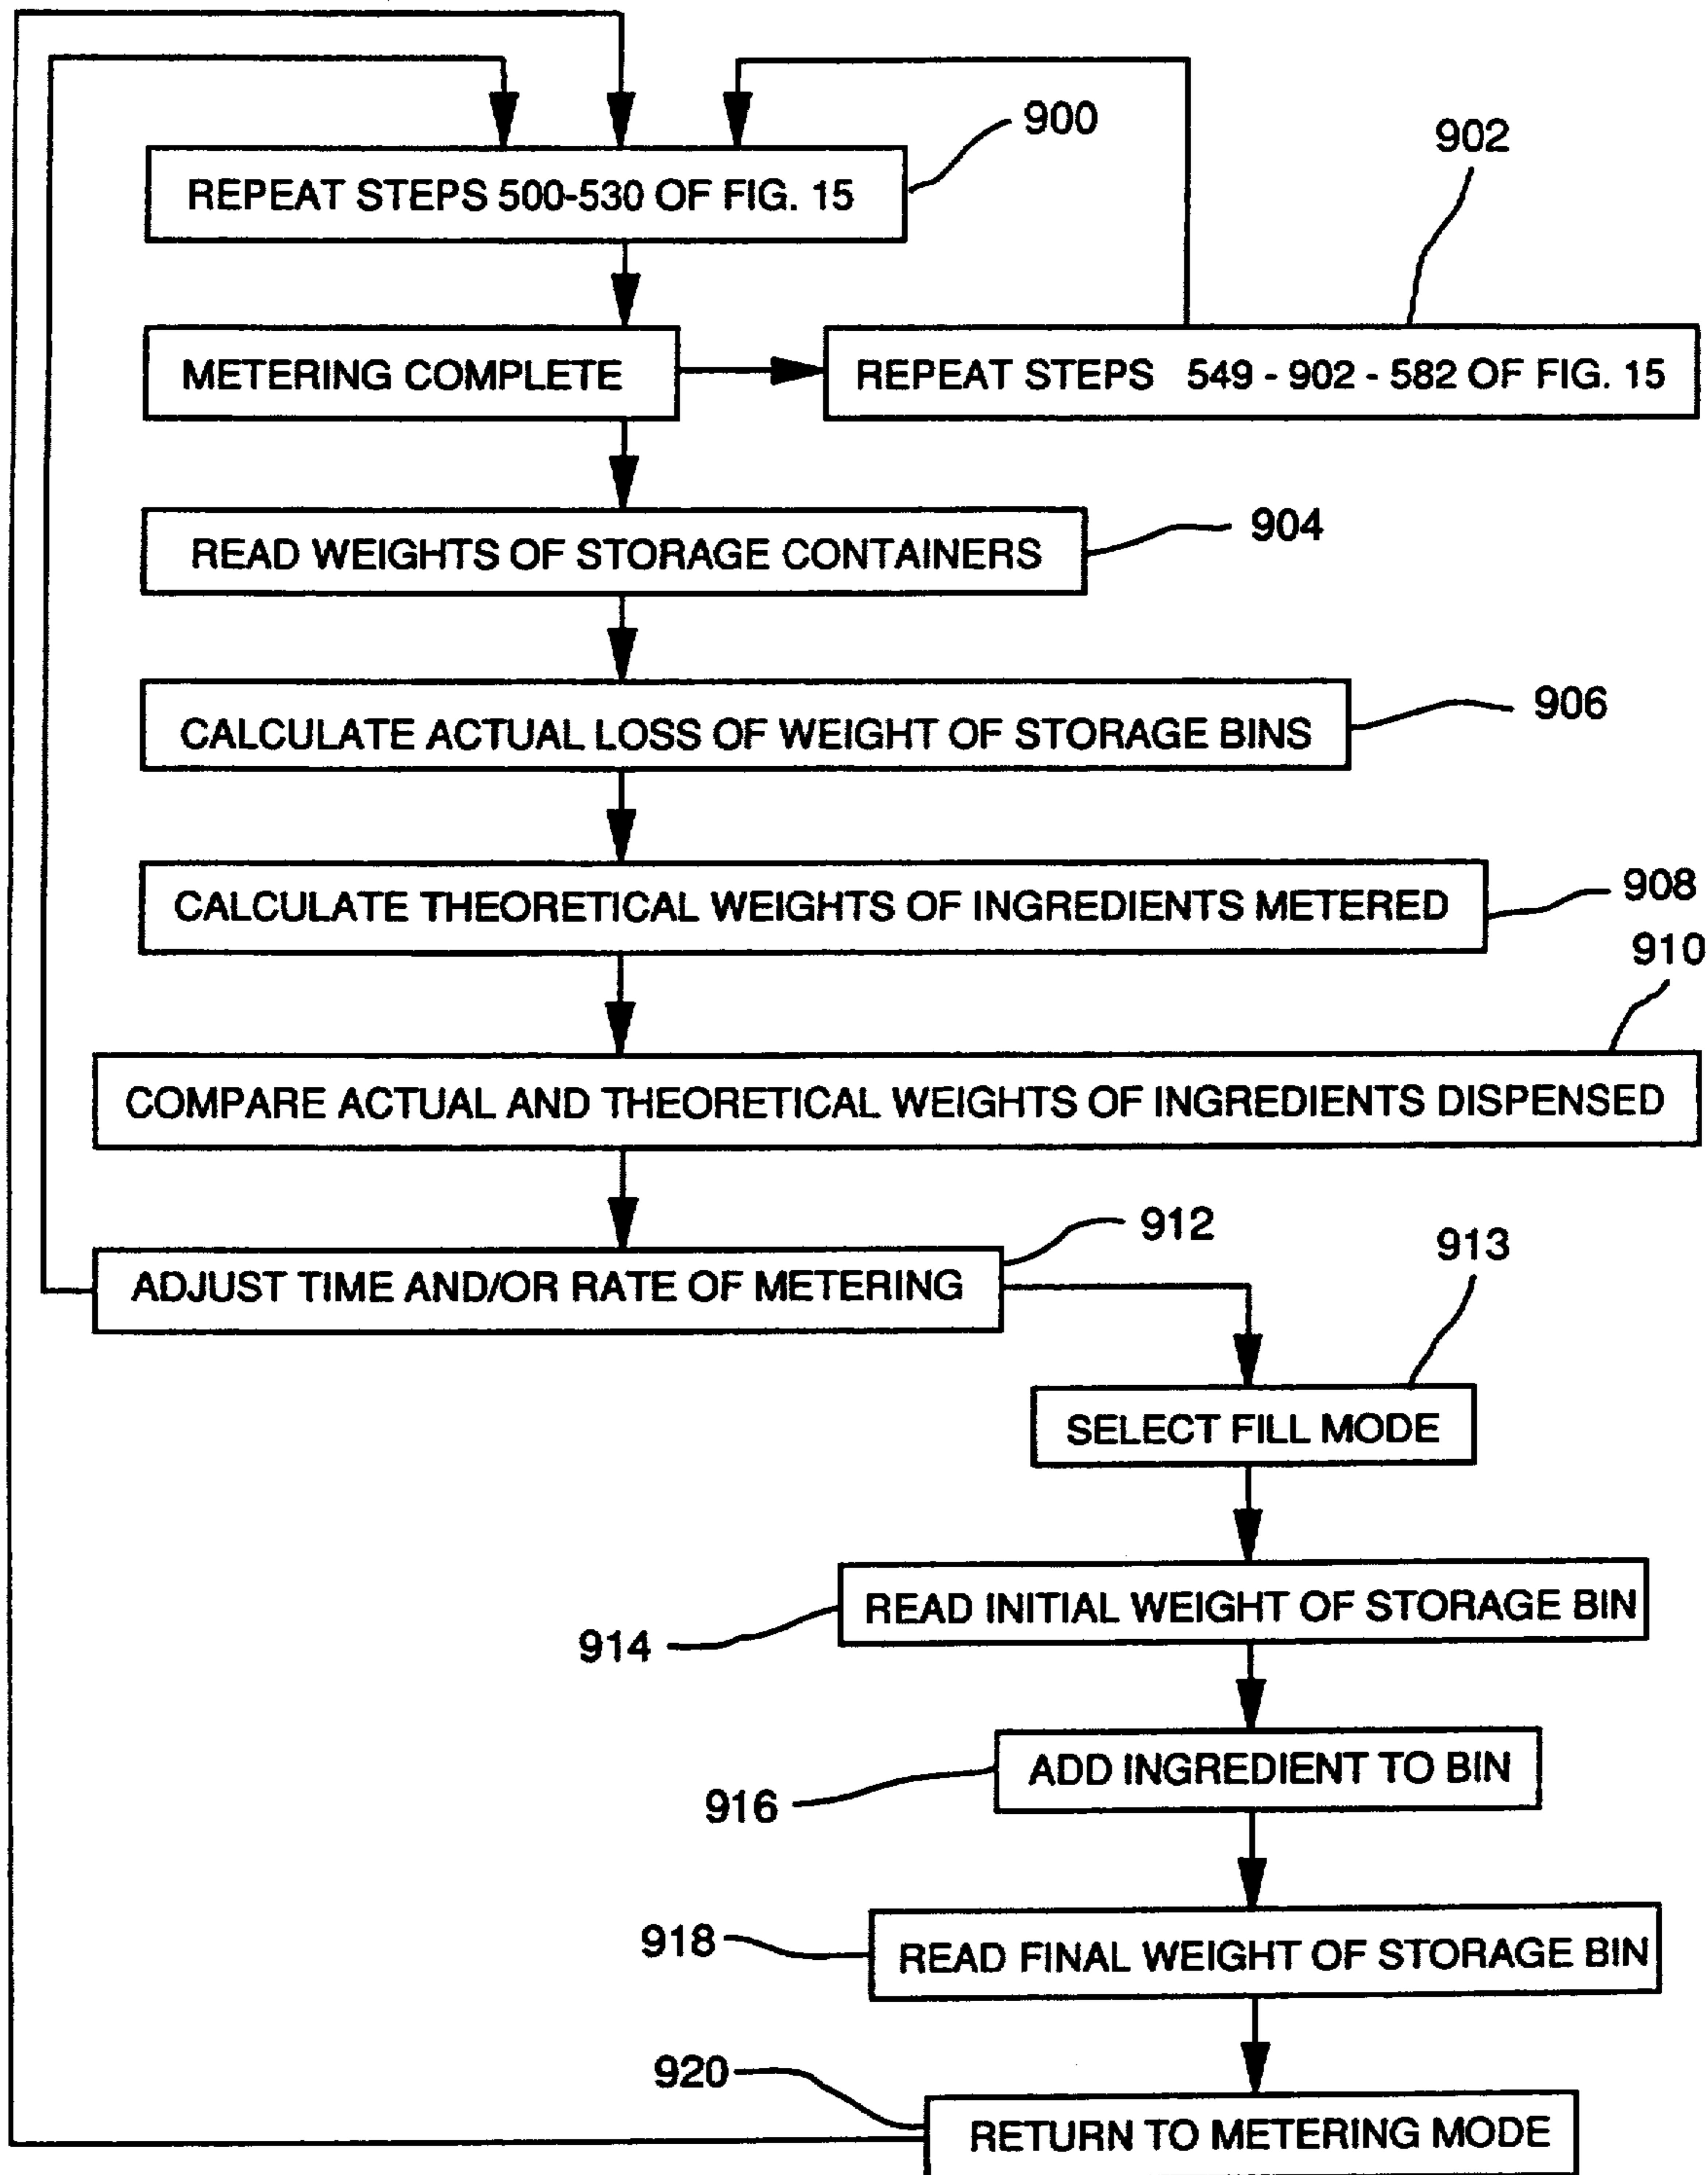 900
902
REPEAT STEPS 500-530 OF FIG. 15
METERING COMPLETE
REPEAT STEPS 549 - 902 - 582 OF FIG. 15
904
READ WEIGHTS OF STORAGE CONTAINERS
906
CALCULATE ACTUAL LOSS OF WEIGHT OF STORAGE BINS
908
CALCULATE THEORETICAL WEIGHTS OF INGREDIENTS METERED
910
COMPARE ACTUAL AND THEORETICAL WEIGHTS OF INGREDIENTS DISPENSED
912
913
ADJUST TIME AND/OR RATE OF METERING
SELECT FILL MODE
READ INITIAL WEIGHT OF STORAGE BIN
914
ADD INGREDIENT TO BIN
916
918
READ FINAL WEIGHT OF STORAGE BIN
920
RETURN TO METERING MODE